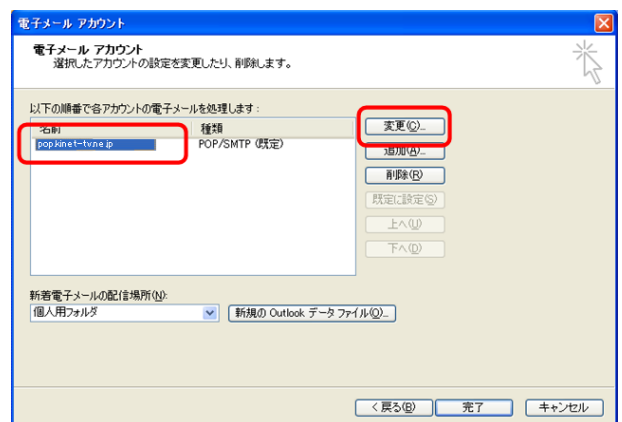 電子メール アカウント
電子メール アカウント
選択したアカウントの設定を変更したり、削除します。
以下の順番で各アカウントの電子メールを処理します:
名前 種類
pop.kinet-tv.ne.jp POP/SMTP (既定)
変更(C)...
追加(A)...
削除(R)
既定に設定(S)
上へ(U)
下へ(D)
新着電子メールの配信場所(N):
個人用フォルダ 新規の Outlook データ ファイル(O)...
< 戻る(B) 完了 キャンセル